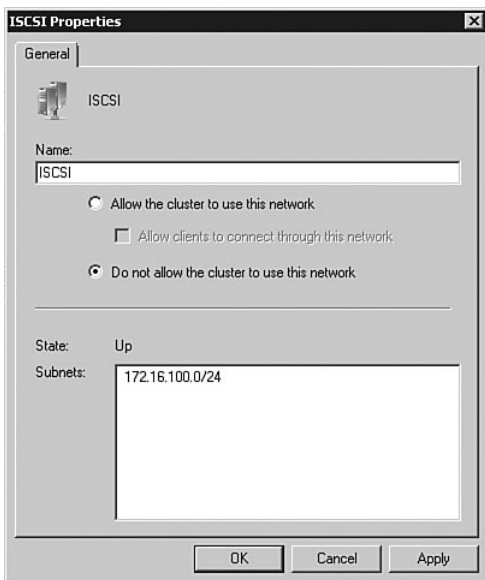 ISCSI Properties
General
ISCSI
Name:
ISCSI
Allow the cluster to use this network
Allow clients to connect through this network
Do not allow the cluster to use this network
State: Up
Subnets: 172.16.100.0/24
OK Cancel Apply